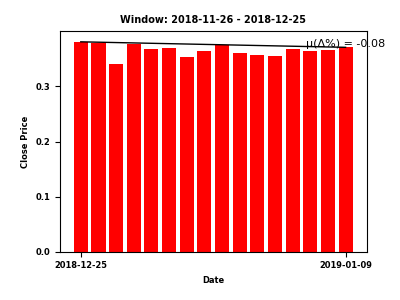 Window: 2018-11-26 - 2018-12-25
μ(Δ%) = -0.08
Close Price
0.3
0.2
0.1
0.0
2018-12-25
2019-01-09
Date